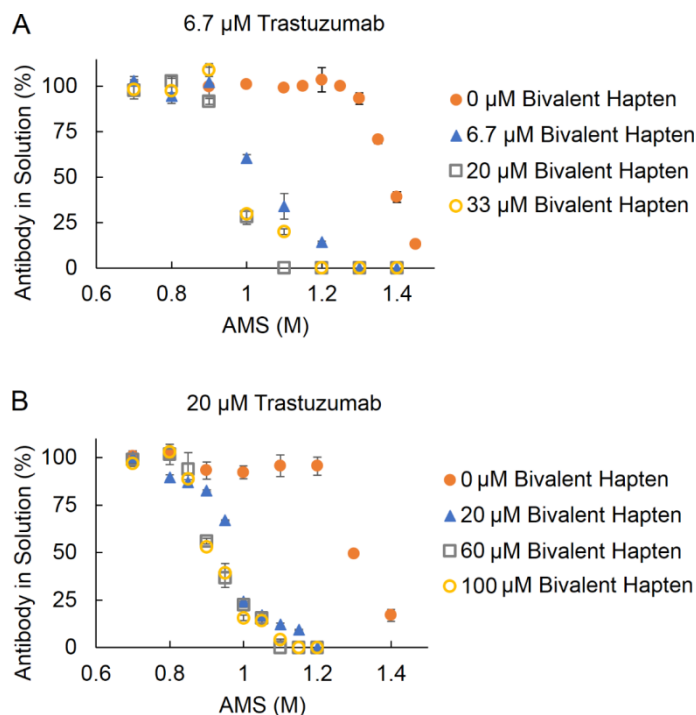 A
6.7 µM Trastuzumab
Antibody in Solution (%)
100
75
50
25
0
0.6
0.8
1
1.2
1.4
AMS (M)
0 µM Bivalent Hapten
6.7 µM Bivalent Hapten
20 µM Bivalent Hapten
33 µM Bivalent Hapten
B
20 µM Trastuzumab
Antibody in Solution (%)
100
75
50
25
0
0.6
0.8
1
1.2
1.4
AMS (M)
0 µM Bivalent Hapten
20 µM Bivalent Hapten
60 µM Bivalent Hapten
100 µM Bivalent Hapten